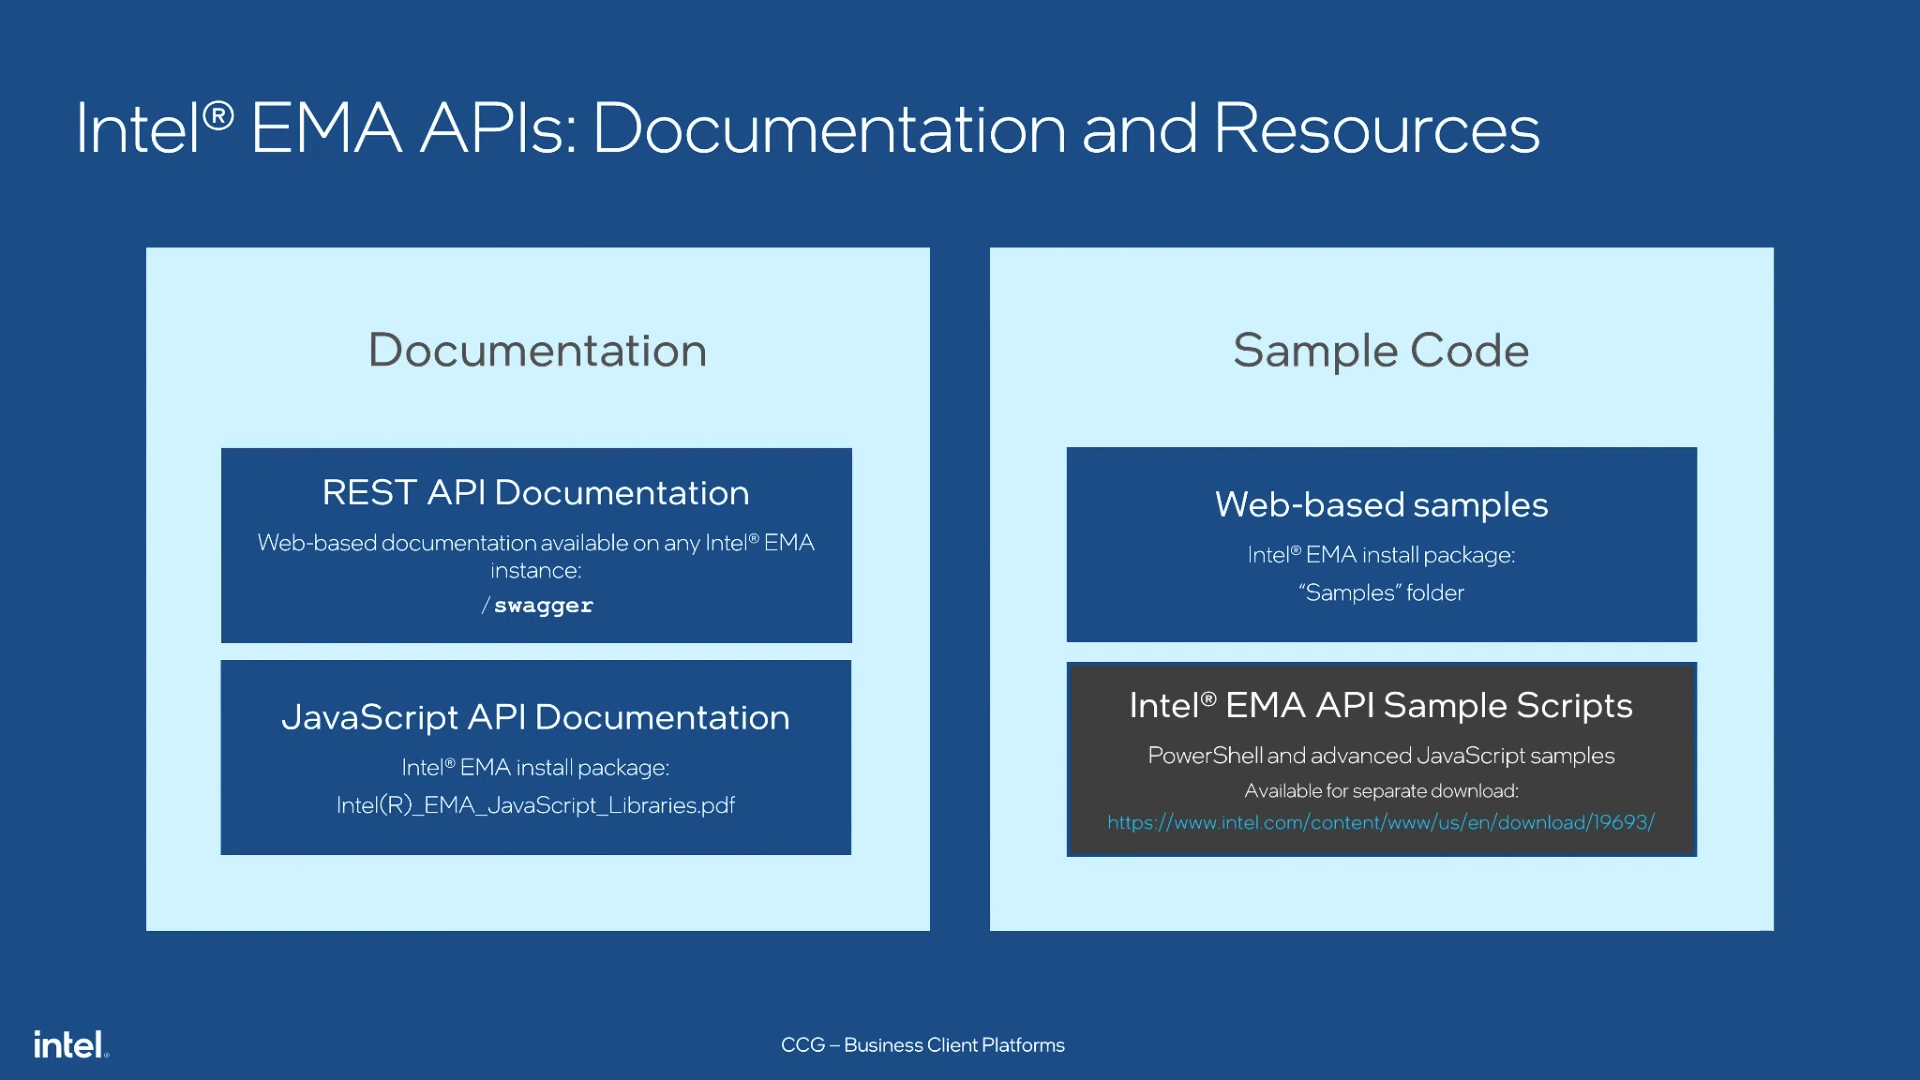 Intel® EMA APIs: Documentation and Resources
Documentation
REST API Documentation
Web-based documentation available on any Intel® EMA
instance:
/swagger
JavaScript API Documentation
Intel® EMA install package:
Intel(R)_EMA_JavaScript_Libraries.pdf
Sample Code
Web-based samples
Intel® EMA install package:
“Samples” folder
Intel® EMA API Sample Scripts
PowerShell and advanced JavaScript samples
Available for separate download:
https://www.intel.com/content/www/us/en/download/19693/
intel.
CCG – Business Client Platforms